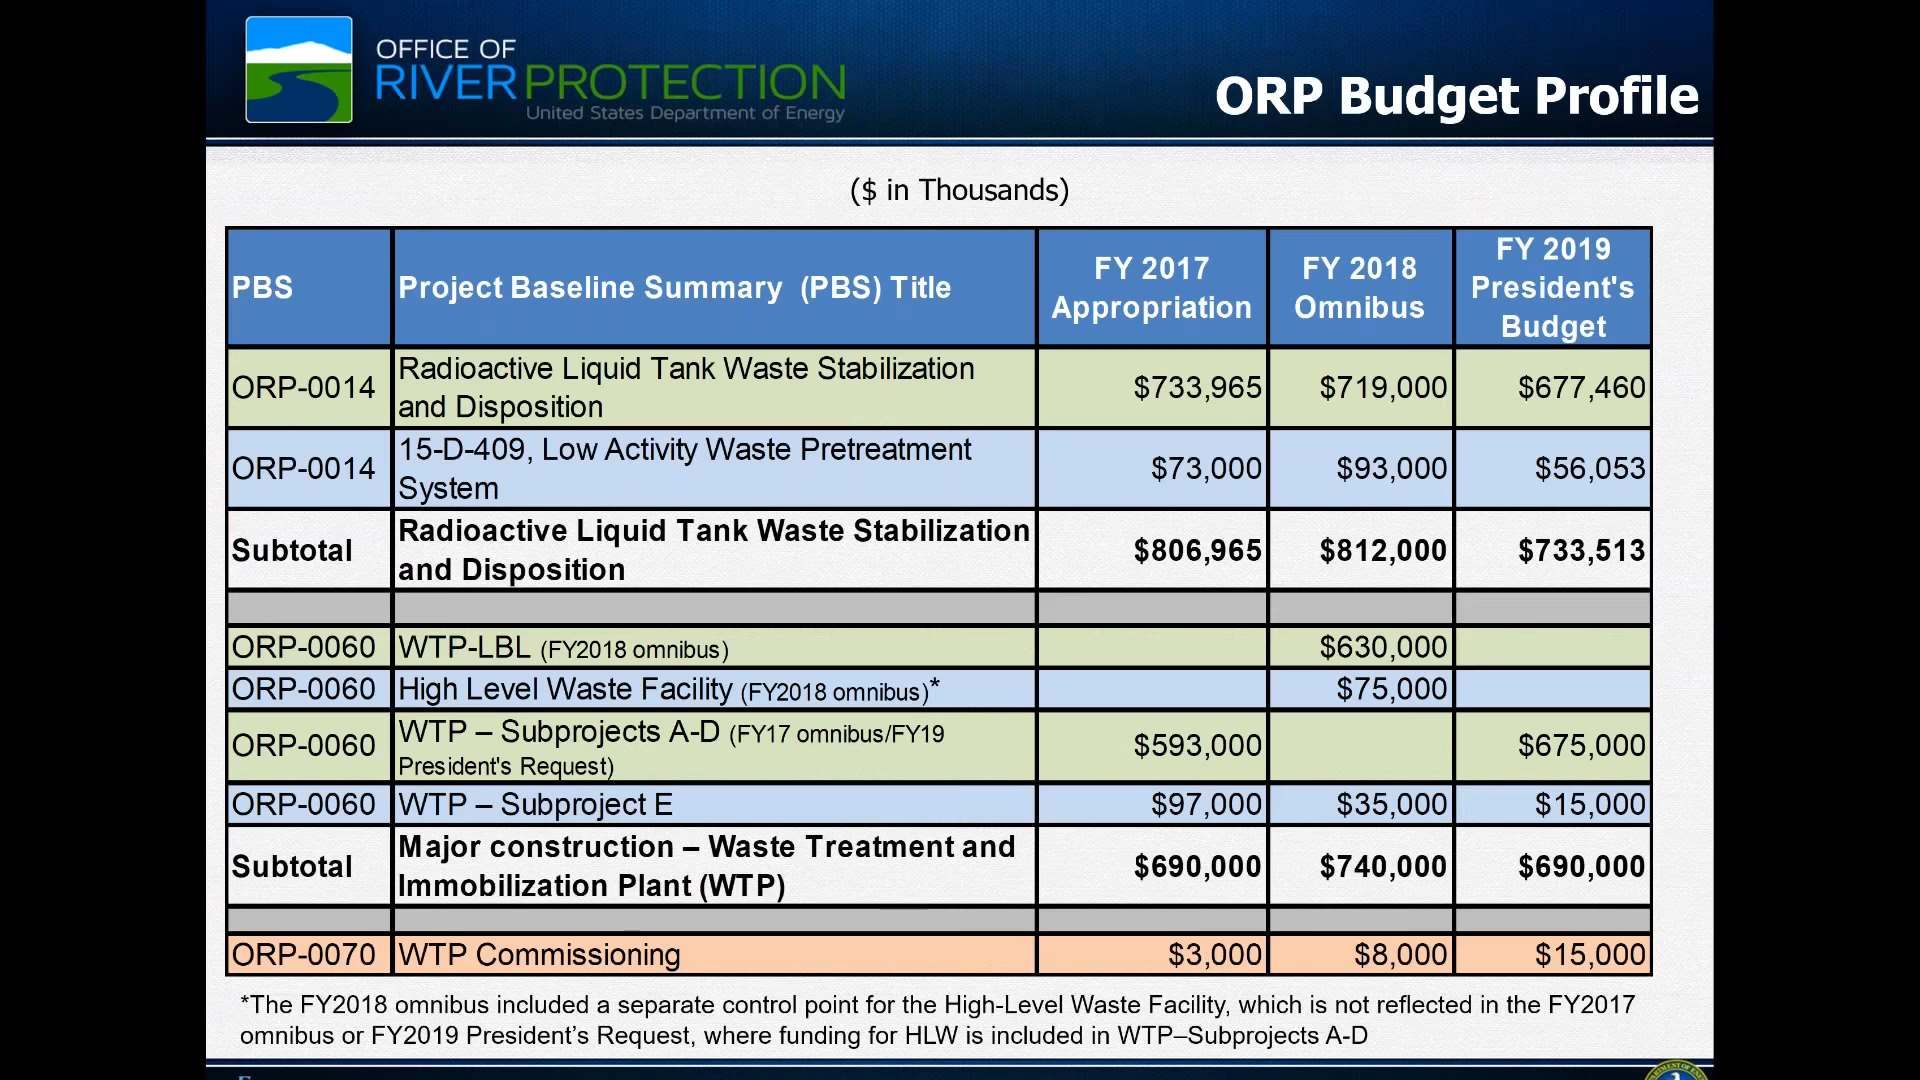 OFFICE OF
RIVER PROTECTION
United States Department of Energy
ORP Budget Profile
($ in Thousands)
PBS
Project Baseline Summary (PBS) Title
FY 2017
Appropriation
FY 2018
Omnibus
FY 2019
President's
Budget
ORP-0014
Radioactive Liquid Tank Waste Stabilization
and Disposition
$733,965
$719,000
$677,460
ORP-0014
15-D-409, Low Activity Waste Pretreatment
System
$73,000
$93,000
$56,053
Subtotal
Radioactive Liquid Tank Waste Stabilization
and Disposition
$806,965
$812,000
$733,513
ORP-0060
WTP-LBL (FY2018 omnibus)
$630,000
ORP-0060
High Level Waste Facility (FY2018 omnibus)*
$75,000
ORP-0060
WTP – Subprojects A-D (FY17 omnibus/FY19
President's Request)
$593,000
$675,000
ORP-0060
WTP – Subproject E
$97,000
$35,000
$15,000
Subtotal
Major construction – Waste Treatment and
Immobilization Plant (WTP)
$690,000
$740,000
$690,000
ORP-0070
WTP Commissioning
$3,000
$8,000
$15,000
*The FY2018 omnibus included a separate control point for the High-Level Waste Facility, which is not reflected in the FY2017
omnibus or FY2019 President’s Request, where funding for HLW is included in WTP–Subprojects A-D